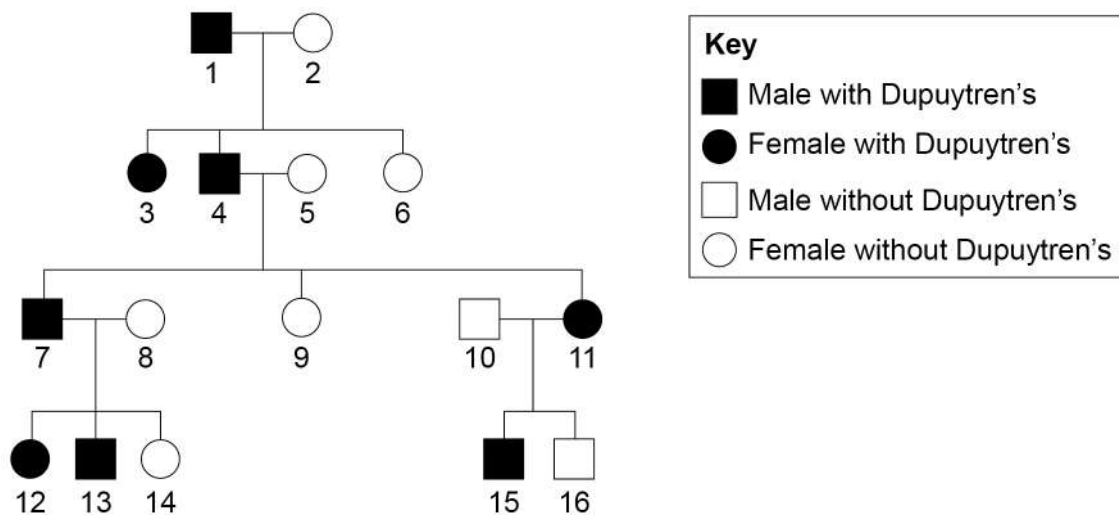 Key
Male with Dupuytren's
Female with Dupuytren's
Male without Dupuytren's
Female without Dupuytren's
1 2
3 4 5 6
7 8 9 10 11
12 13 14 15 16